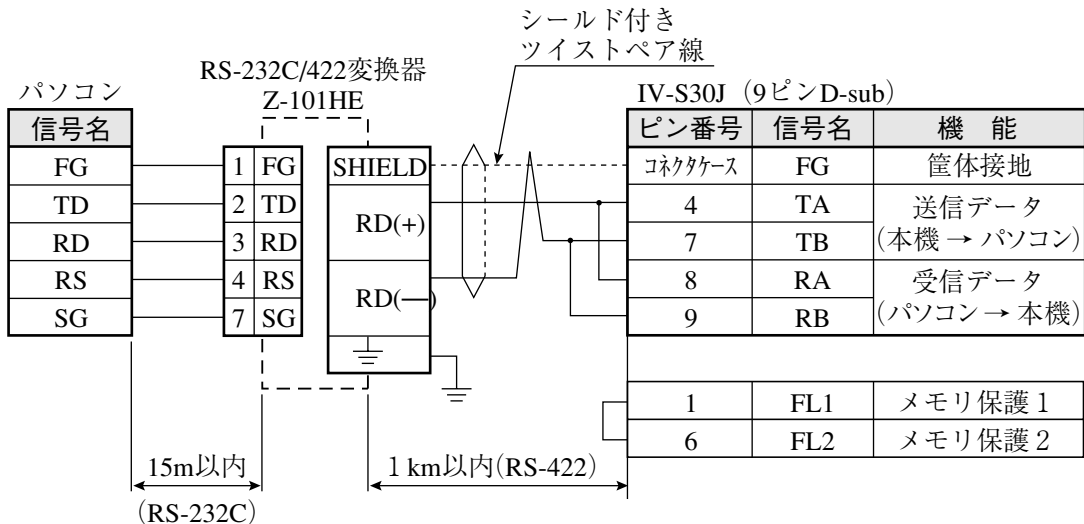 シールド付き
ツイストペア線
RS-232C/422変換器
Z-101HE
パソコン
信号名
FG
TD
RD
RS
SG
1 FG
2 TD
3 RD
4 RS
7 SG
SHIELD
RD(+)
RD(—)
IV-S30J（9ピンD-sub）
ピン番号 信号名 機　能
コネクタケース FG 筐体接地
4 TA 送信データ
7 TB (本機 → パソコン)
8 RA 受信データ
9 RB (パソコン → 本機)
1 FL1 メモリ保護１
6 FL2 メモリ保護２
15m以内
(RS-232C)
１km以内(RS-422)